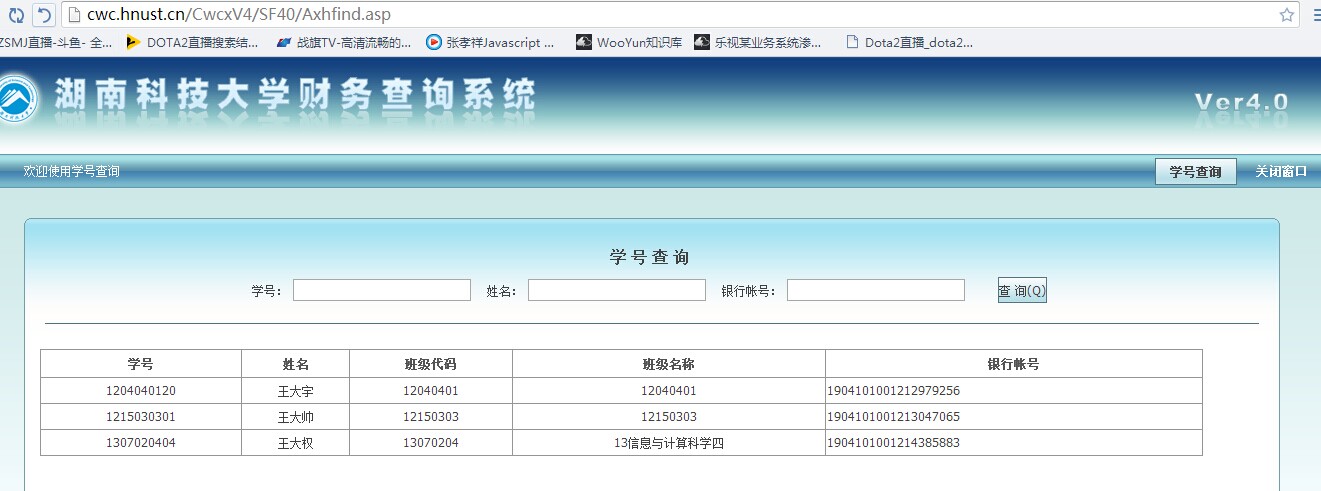 cwc.hnust.cn/CwcxV4/SF40/Axhfind.asp
ZSMJ直播-斗鱼- 全... DOTA2直播搜索结... 战旗TV-高清流畅的... 张孝祥Javascript ... WooYun知识库 乐视某业务系统渗... Dota2直播_dota2...
湖南科技大学财务查询系统
Ver4.0
欢迎使用学号查询 学号查询 关闭窗口
学 号 查 询
学号： 姓名： 银行帐号： 查 询(Q)
学号 姓名 班级代码 班级名称 银行帐号
1204040120 王大宇 12040401 12040401 1904101001212979256
1215030301 王大帅 12150303 12150303 1904101001213047065
1307020404 王大权 13070204 13信息与计算科学四 1904101001214385883